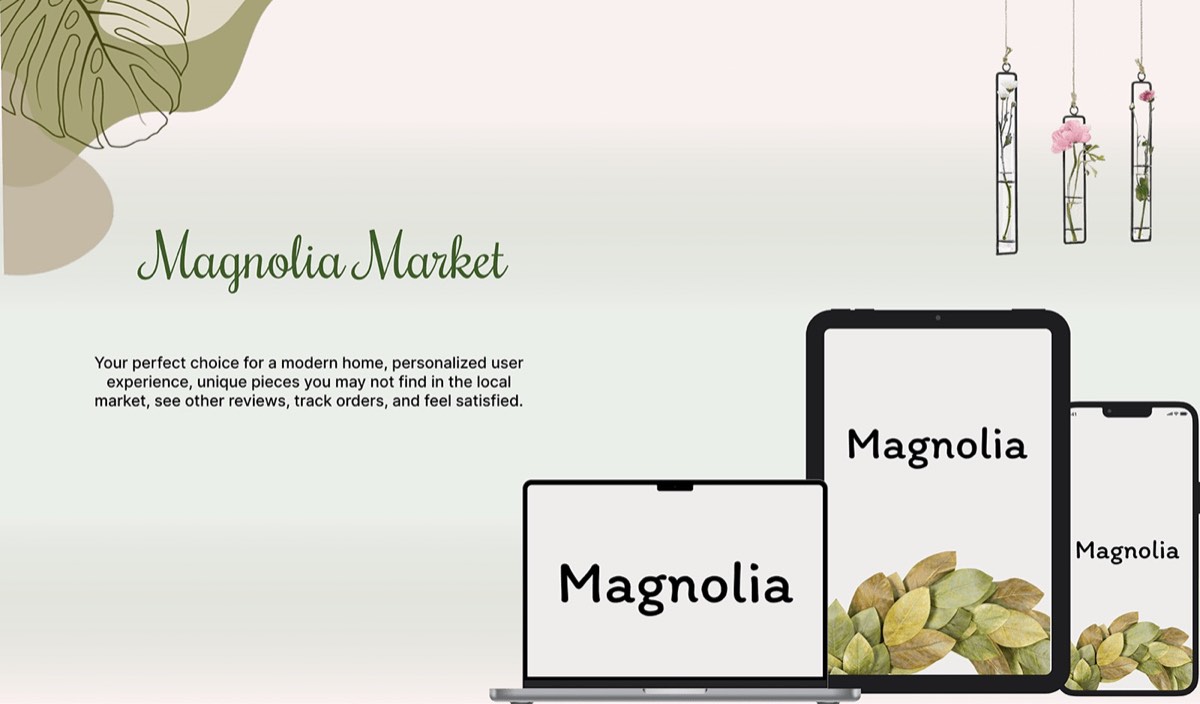 Magnolia Market
Your perfect choice for a modern home, personalized user
experience, unique pieces you may not find in the local
market, see other reviews, track orders, and feel satisfied.
Magnolia
Magnolia
Magnolia